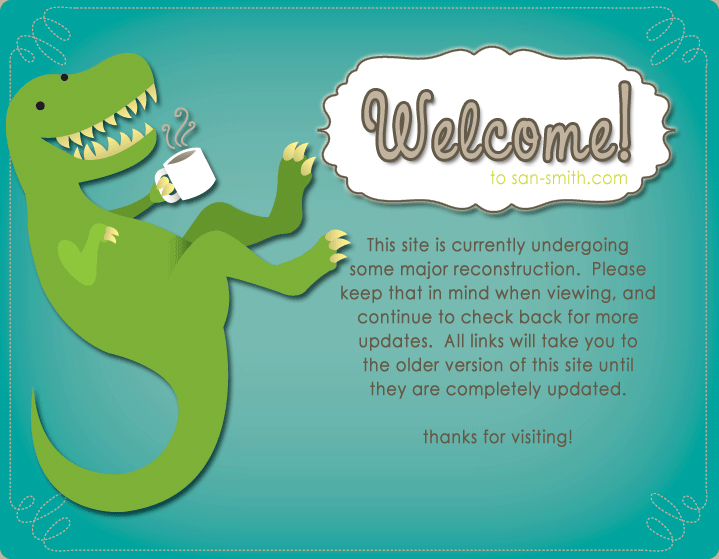 Welcome!
to san-smith.com
This site is currently undergoing
some major reconstruction.  Please
keep that in mind when viewing, and
continue to check back for more
updates.  All links will take you to
the older version of this site until
they are completely updated.
thanks for visiting!